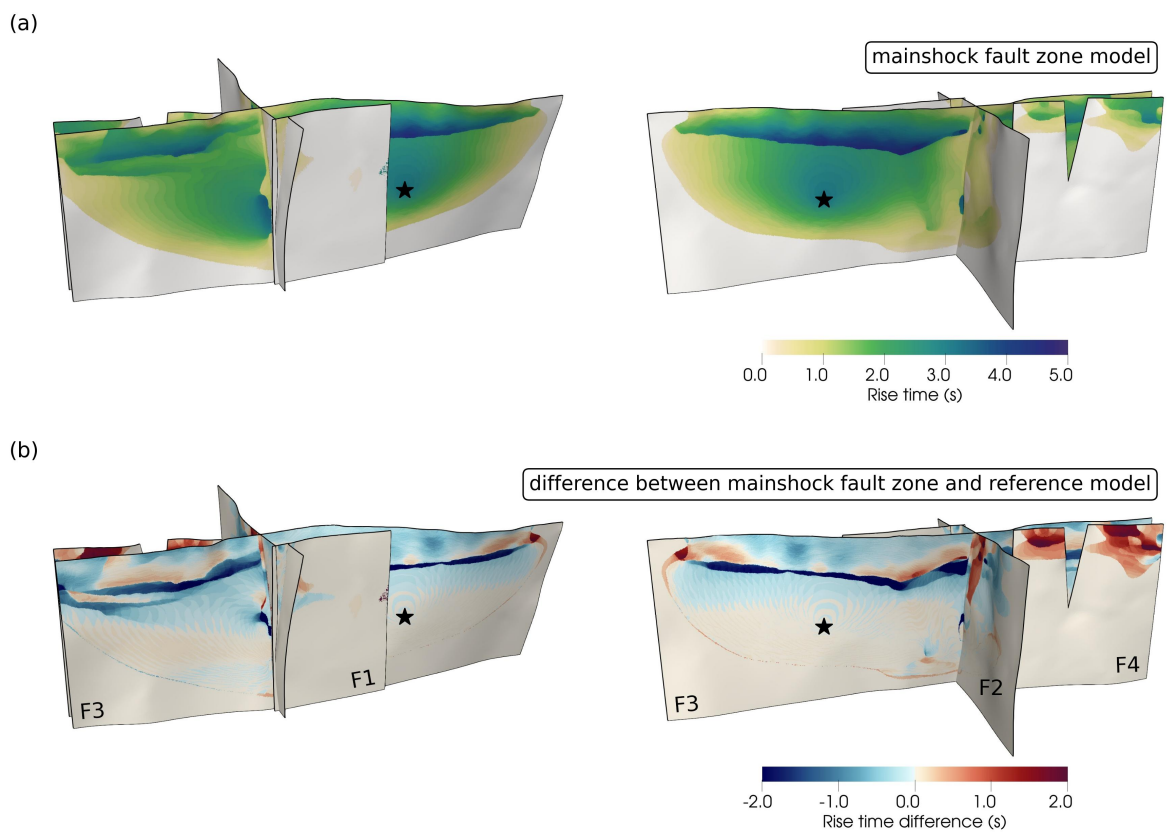 (a)
mainshock fault zone model
0.0 1.0 2.0 3.0 4.0 5.0
Rise time (s)
(b)
difference between mainshock fault zone and reference model
F3 F1 F3 F2 F4
-2.0 -1.0 0.0 1.0 2.0
Rise time difference (s)